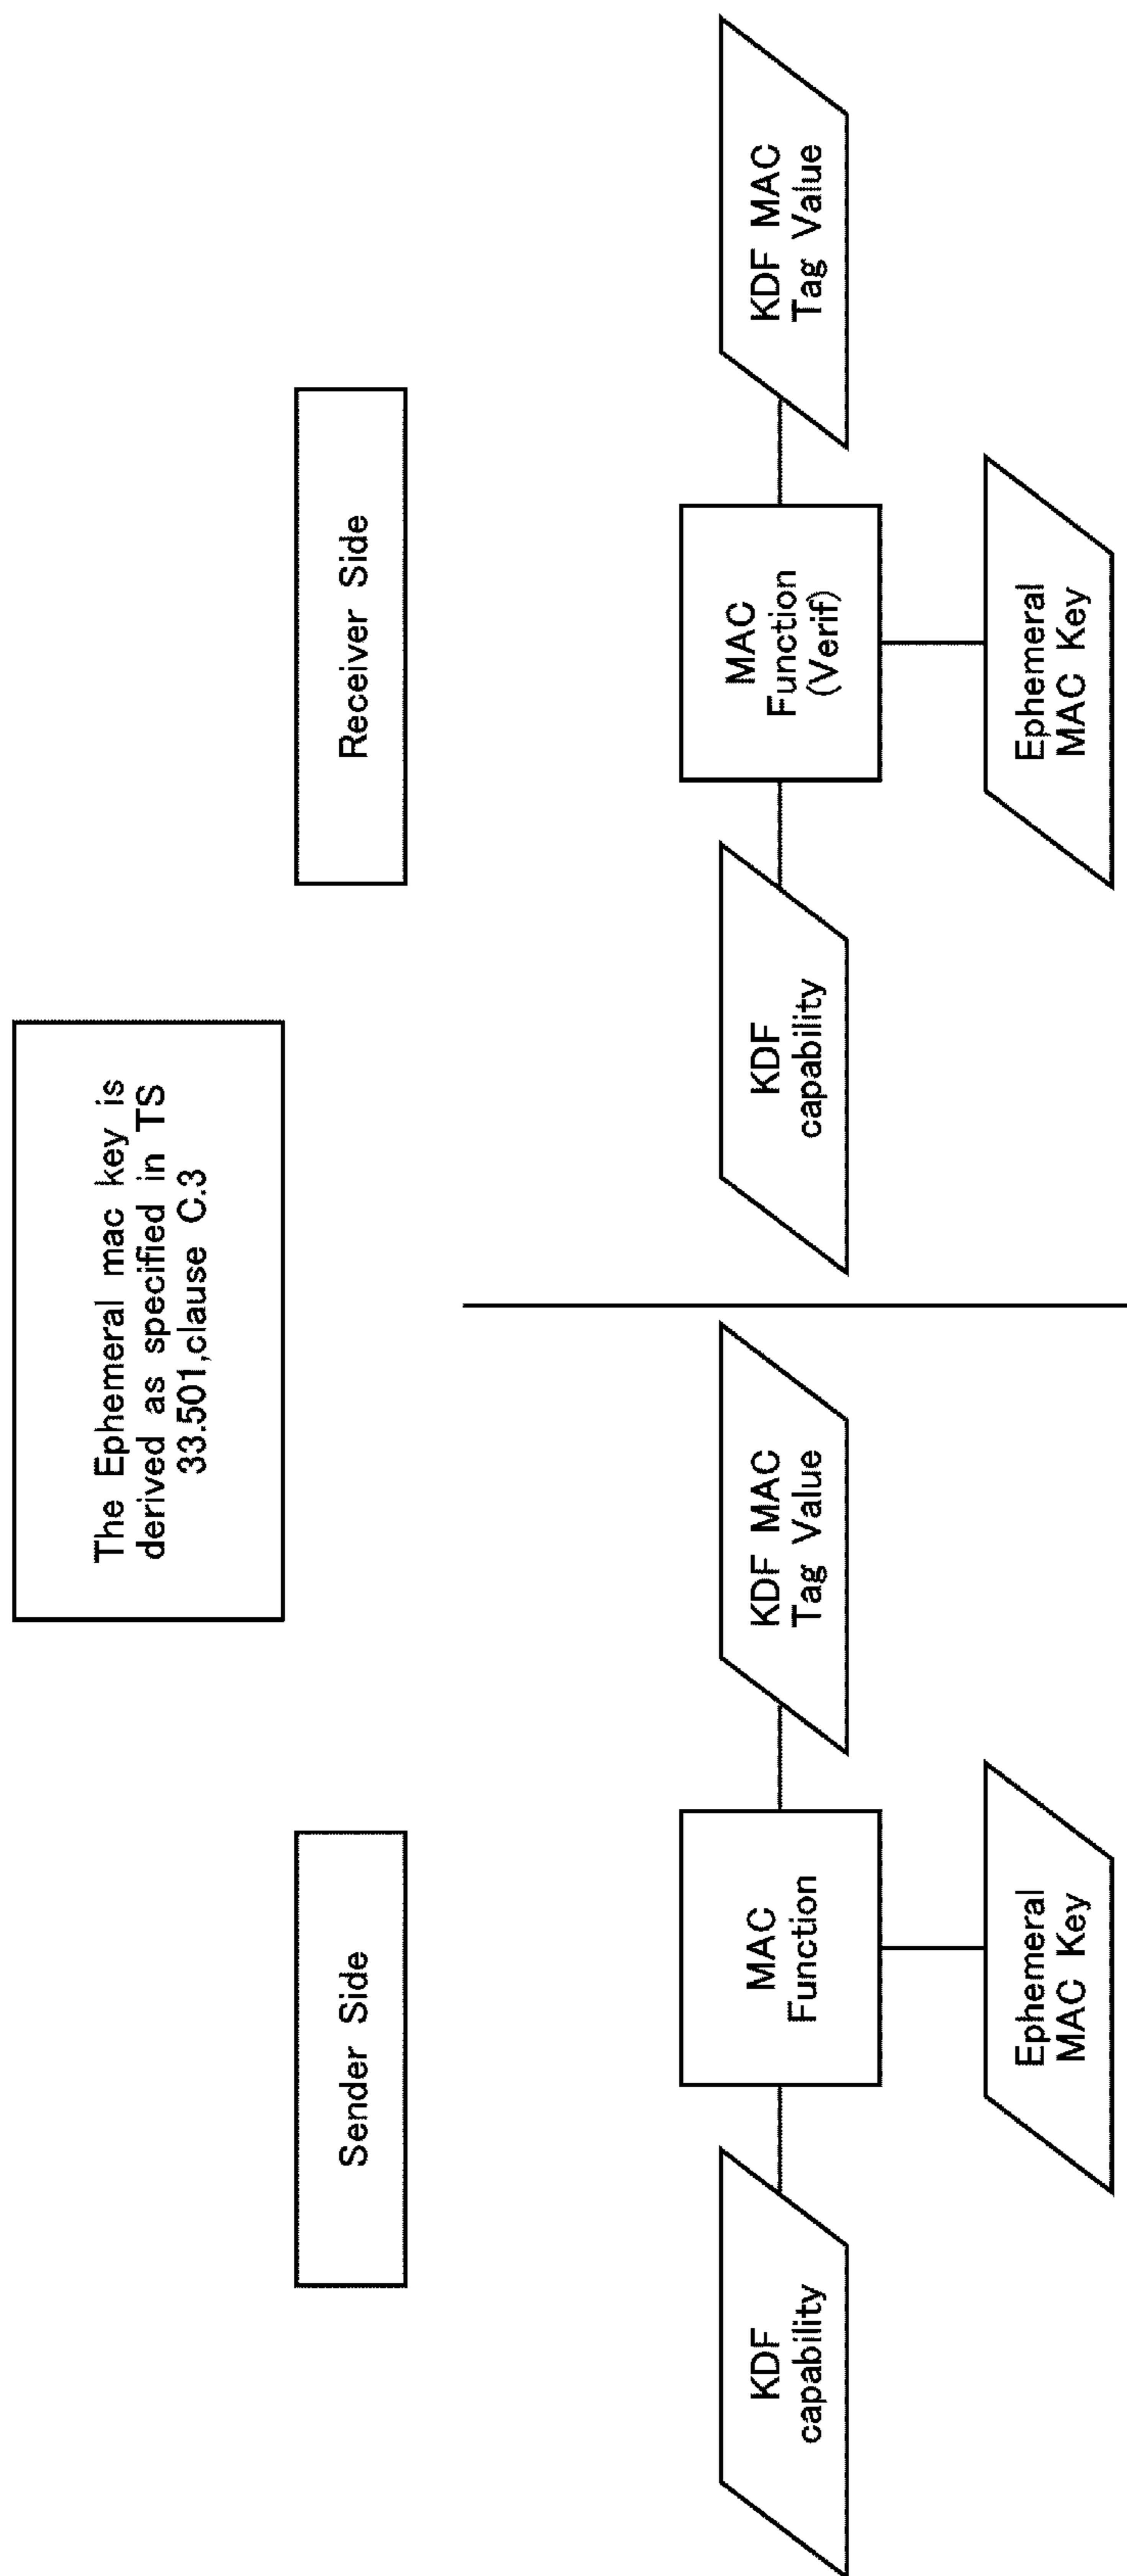 The Ephemeral mac key is
derived as specified in TS
33.501,clause C.3
Sender Side
Receiver Side
KDF
capability
MAC
Function
KDF MAC
Tag Value
Ephemeral
MAC Key
KDF
capability
MAC
Function
(Verif)
KDF MAC
Tag Value
Ephemeral
MAC Key